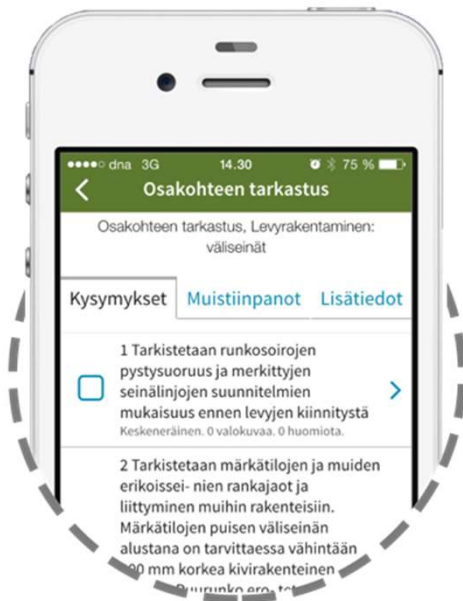 dna 3G 14.30 75 %
Osakohteen tarkastus
Osakohteen tarkastus, Levyrakentaminen:
väliseinät
Kysymykset Muistiinpanot Lisätiedot
1 Tarkistetaan runkosoirojen
pystysuoruus ja merkittyjen
seinälinjojen suunnitelmien
mukaisuus ennen levyjen kiinnitystä
Keskeneräinen. 0 valokuvaa. 0 huomiota.
2 Tarkistetaan märkätilojen ja muiden
erikoissei- nien rankajaot ja
liittyminen muihin rakenteisiin.
Märkätilojen puisen väliseinän
alustana on tarvittaessa vähintään
mm korkea kivirakenteinen